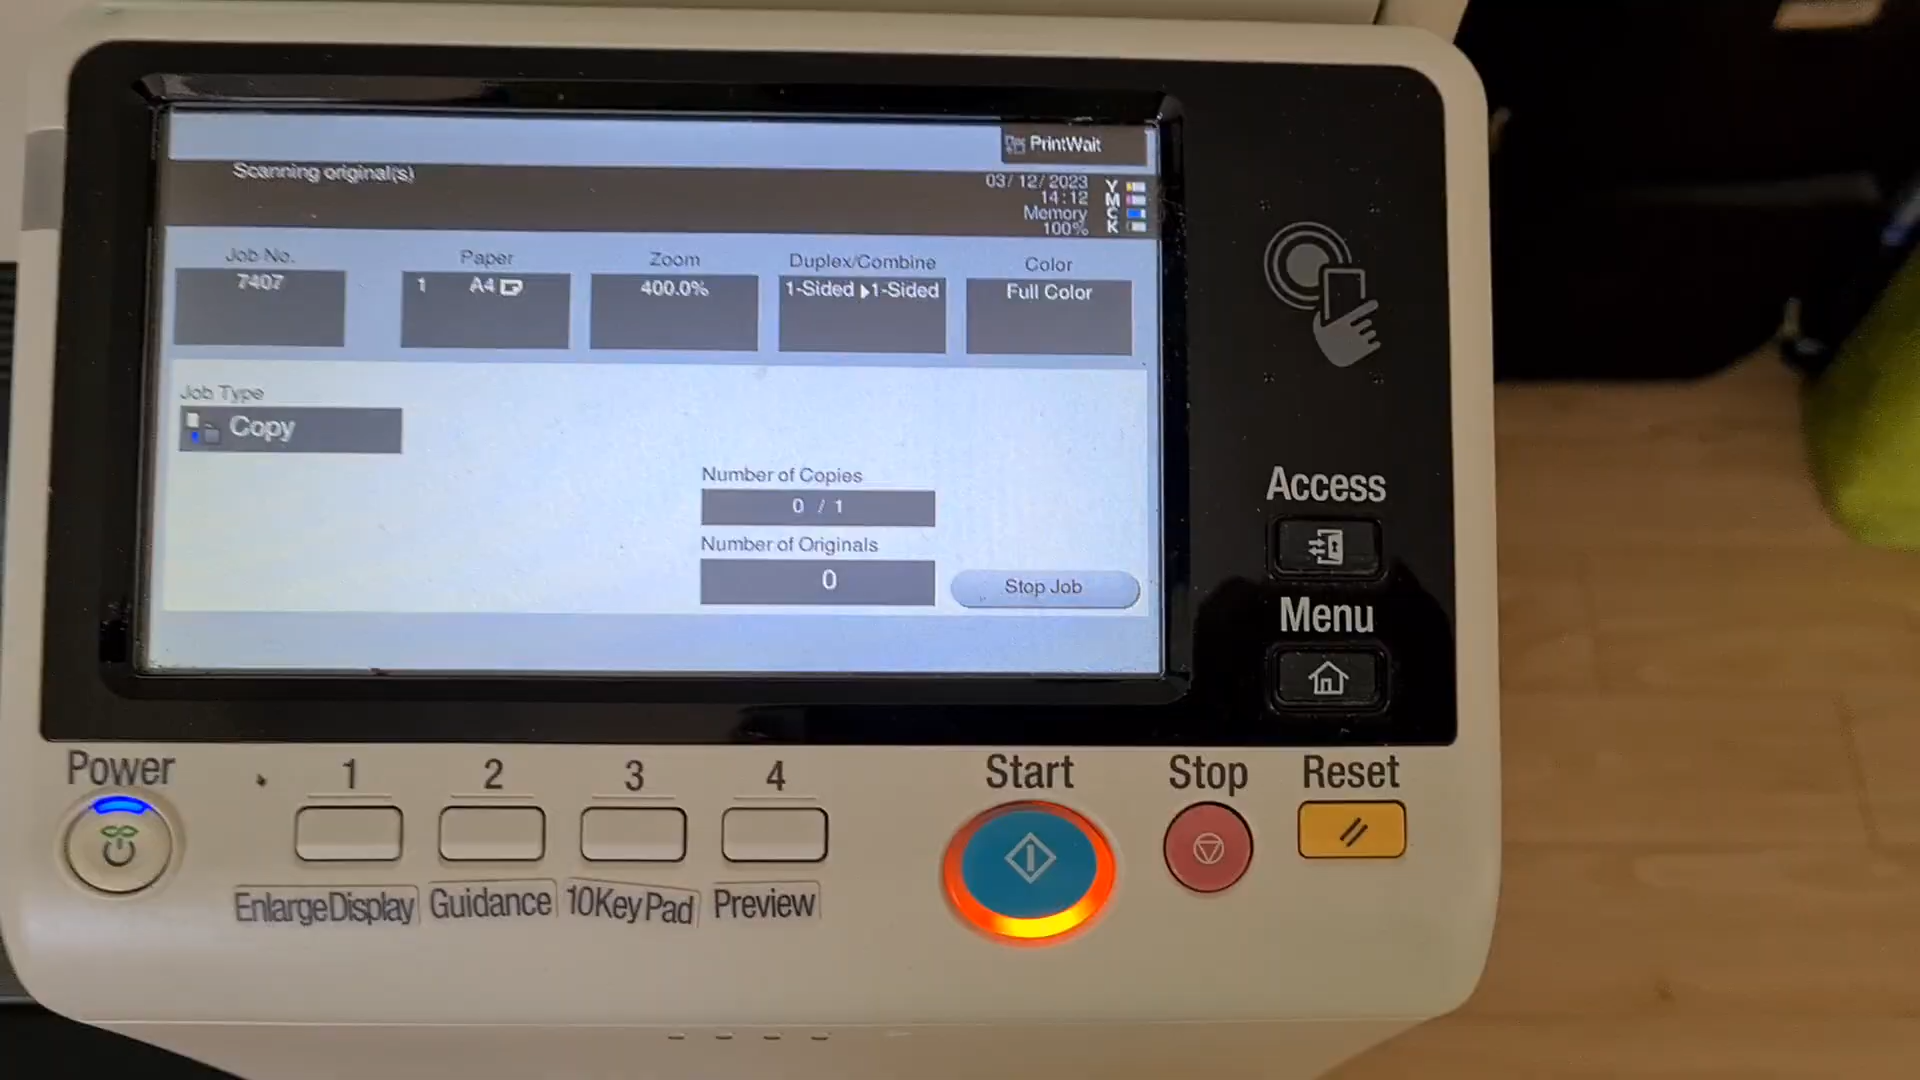 PrintWait
Scanning original(s)
03/12/2023
14:12
Memory
100%
Y
M
C
K
Job No.
7407
Paper
1 A4
Zoom
400.0%
Duplex/Combine
1-Sided ▶1-Sided
Color
Full Color
Job Type
Copy
Number of Copies
0 / 1
Number of Originals
0
Stop Job
Access
Menu
Power
1
2
3
4
Start
Stop
Reset
Enlarge Display
Guidance
10 Key Pad
Preview